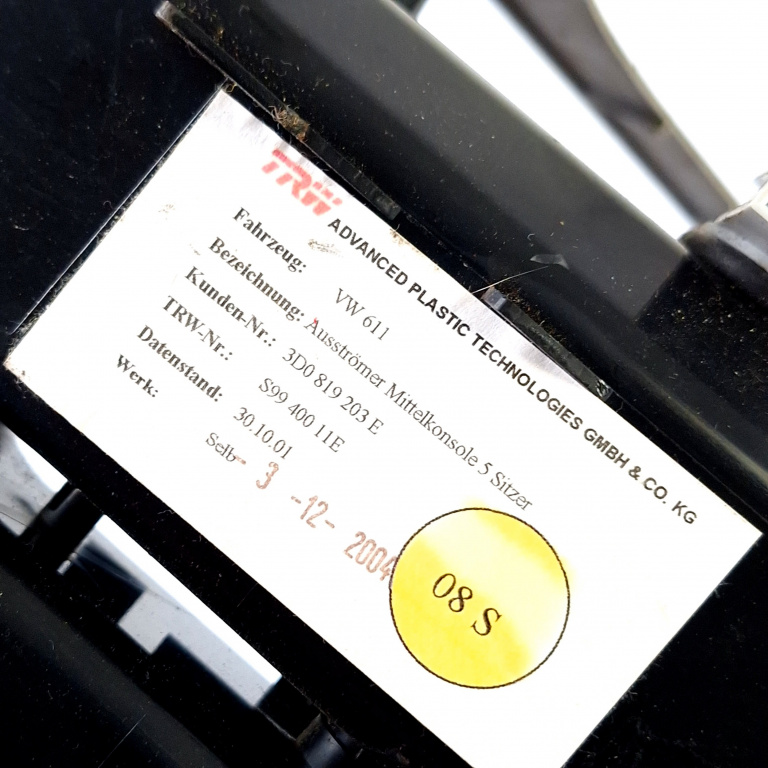 TRW
ADVANCED PLASTIC TECHNOLOGIES GMBH & CO. KG
Fahrzeug: VW 611
Bezeichnung: Ausströmer Mittelkonsole 5 Sitzer
Kunden-Nr.: 3D0 819 203 E
TRW-Nr.: S99 400 11E
Datenstand: 30.10.01
Werk: Selb
- 3 -12- 2004
08 S